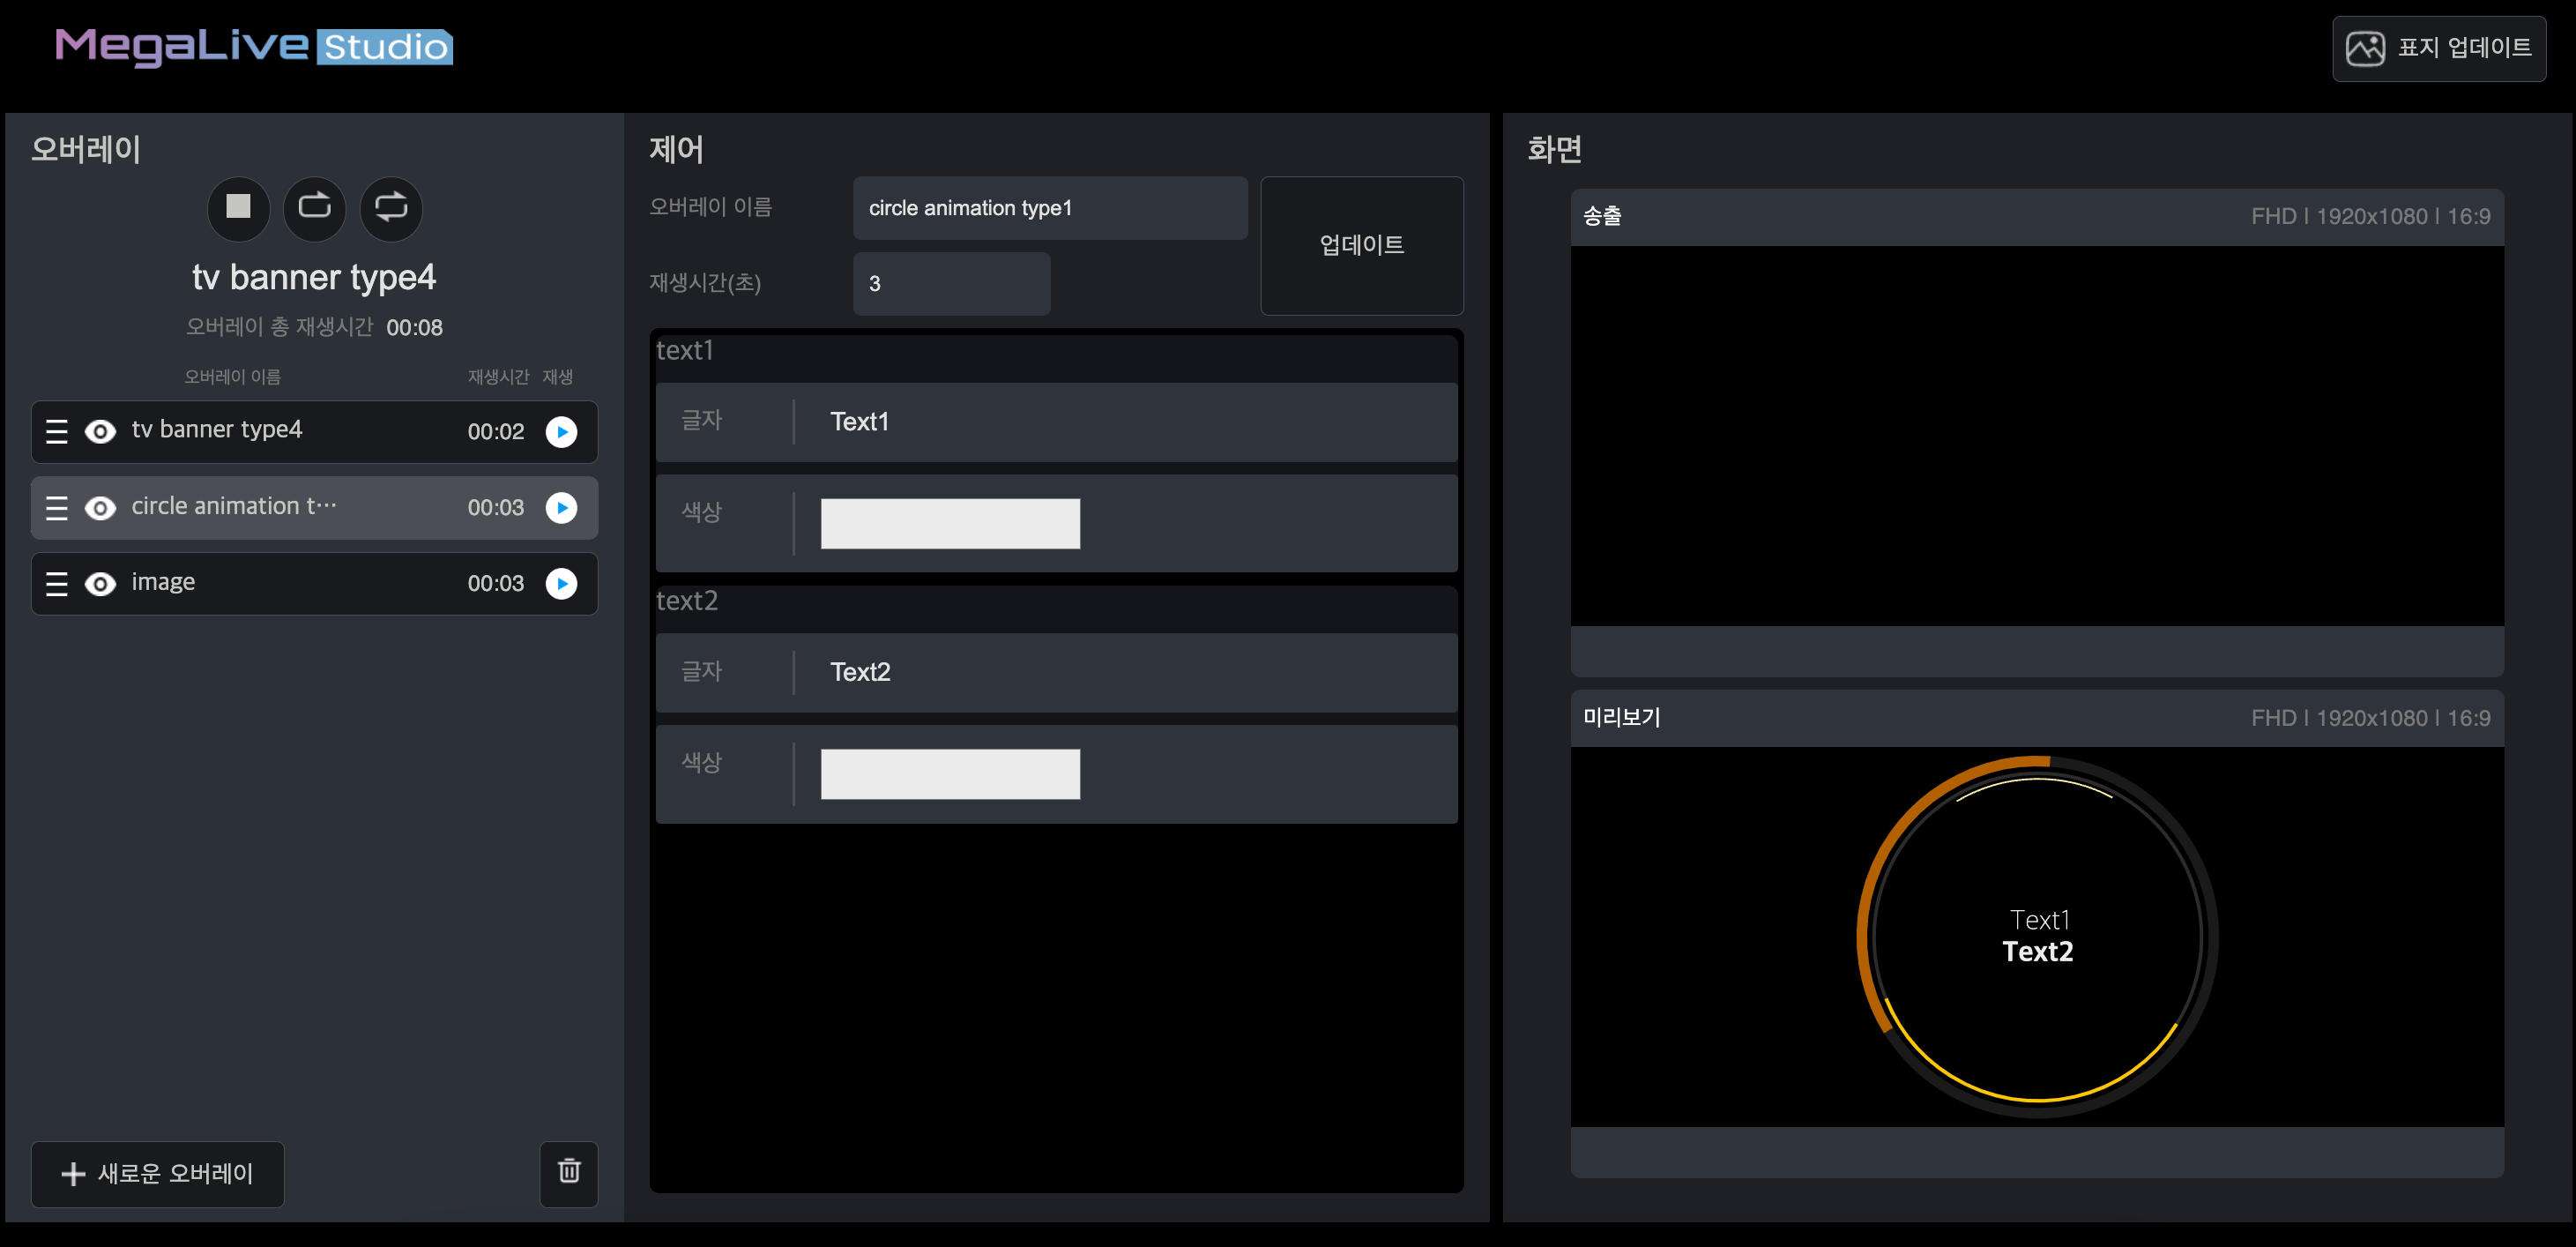 MegaLive Studio
표지 업데이트
오버레이
tv banner type4
오버레이 총 재생시간 00:08
오버레이 이름 재생시간 재생
tv banner type4 00:02
circle animation t… 00:03
image 00:03
새로운 오버레이
제어
오버레이 이름 circle animation type1
재생시간(초) 3
업데이트
text1
글자 Text1
색상
text2
글자 Text2
색상
화면
송출 FHD | 1920x1080 | 16:9
미리보기 FHD | 1920x1080 | 16:9
Text1
Text2